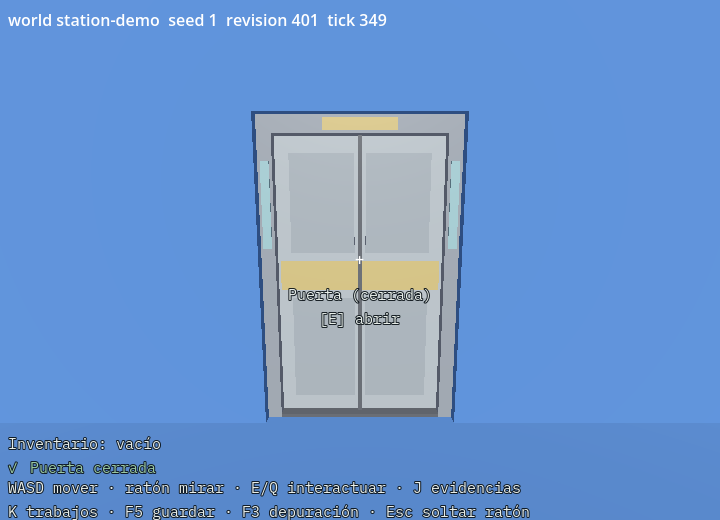 world station-demo  seed 1  revision 401  tick 349
Puerta (cerrada)
[E] abrir
Inventario: vacío
√ Puerta cerrada
WASD mover · ratón mirar · E/Q interactuar · J evidencias
K trabajos · F5 guardar · F3 depuración · Esc soltar ratón